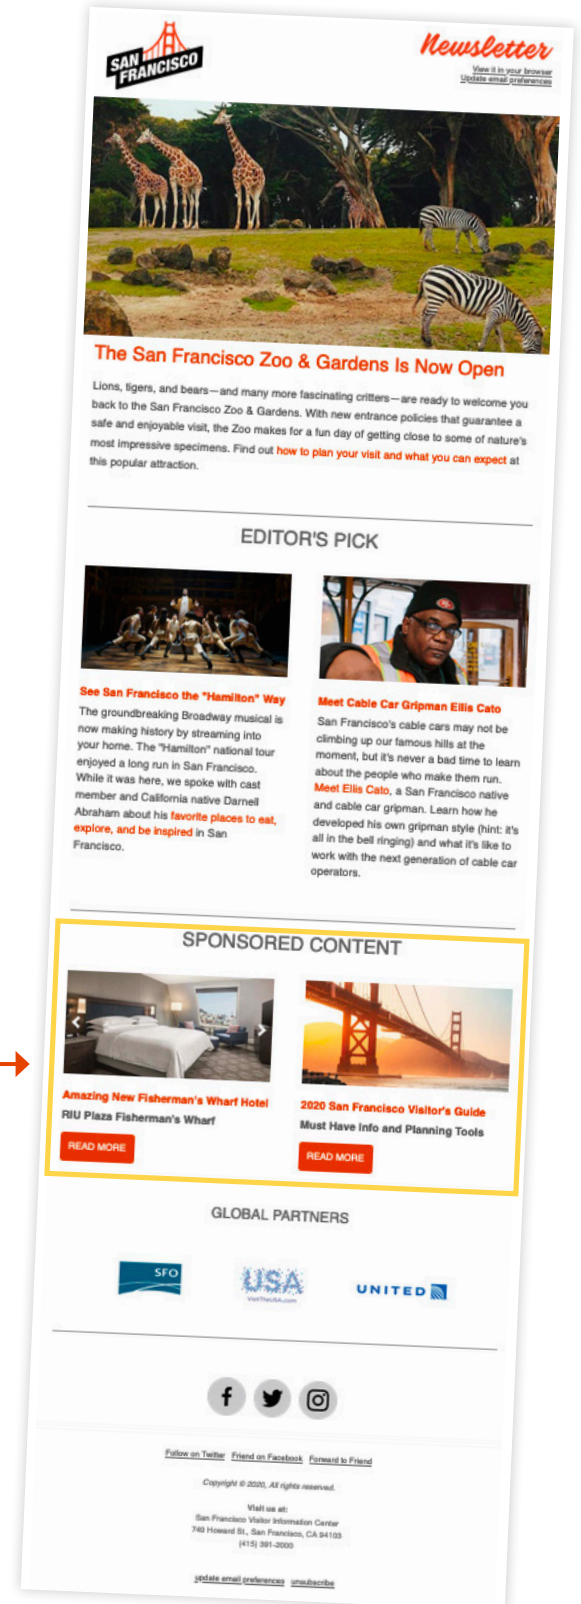 SAN
FRANCISCO
Newsletter
View it in your browser
Update email preferences
The San Francisco Zoo & Gardens Is Now Open
Lions, tigers, and bears—and many more fascinating critters—are ready to welcome you
back to the San Francisco Zoo & Gardens. With new entrance policies that guarantee a
safe and enjoyable visit, the Zoo makes for a fun day of getting close to some of nature's
most impressive specimens. Find out how to plan your visit and what you can expect at
this popular attraction.
EDITOR'S PICK
See San Francisco the "Hamilton" Way
The groundbreaking Broadway musical is
now making history by streaming into
your home. The "Hamilton" national tour
enjoyed a long run in San Francisco.
While it was here, we spoke with cast
member and California native Darnell
Abraham about his favorite places to eat,
explore, and be inspired in San
Francisco.
Meet Cable Car Gripman Ellis Cato
San Francisco's cable cars may not be
climbing up our famous hills at the
moment, but it's never a bad time to learn
about the people who make them run.
Meet Ellis Cato, a San Francisco native
and cable car gripman. Learn how he
developed his own gripman style (hint: it's
all in the bell ringing) and what it's like to
work with the next generation of cable car
operators.
SPONSORED CONTENT
Amazing New Fisherman's Wharf Hotel
RIU Plaza Fisherman's Wharf
READ MORE
2020 San Francisco Visitor's Guide
Must Have Info and Planning Tools
READ MORE
GLOBAL PARTNERS
SFO
USA
VisitTheUSA.com
UNITED
Follow on Twitter Friend on Facebook Forward to Friend
Copyright © 2020, All rights reserved.
Visit us at:
San Francisco Visitor Information Center
749 Howard St., San Francisco, CA 94103
(415) 391-2000
update email preferences unsubscribe